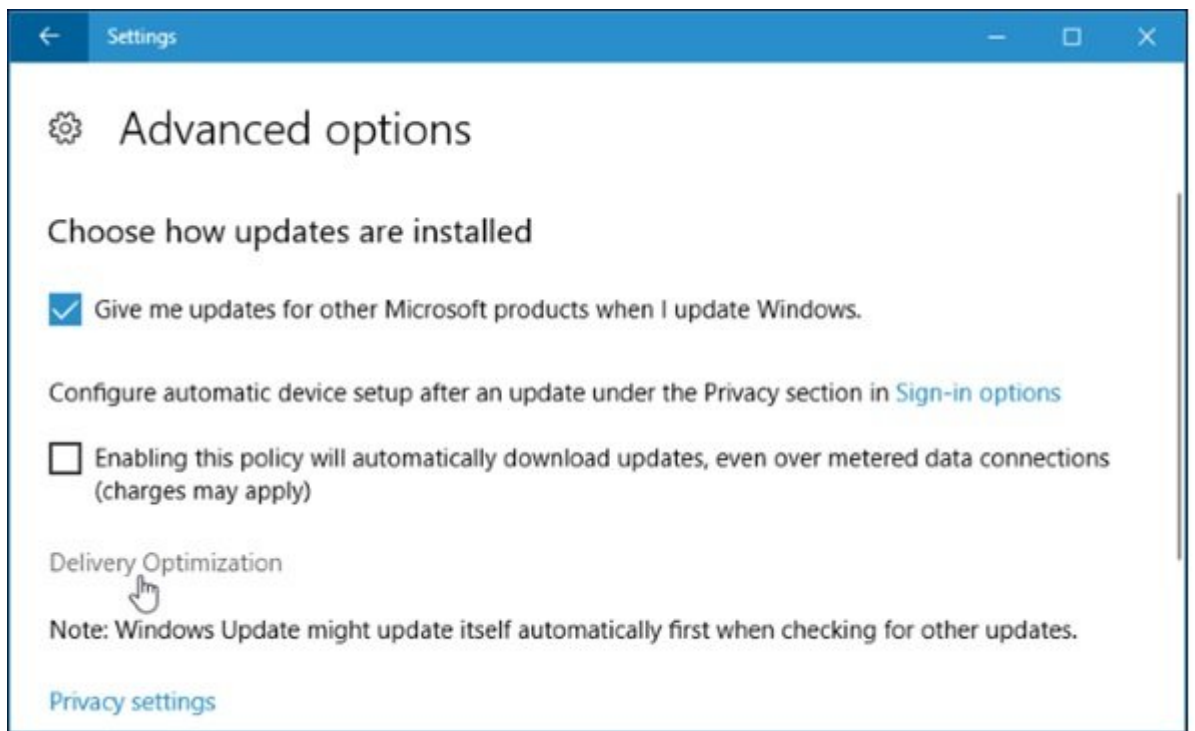 Settings
Advanced options
Choose how updates are installed
Give me updates for other Microsoft products when I update Windows.
Configure automatic device setup after an update under the Privacy section in Sign-in options
Enabling this policy will automatically download updates, even over metered data connections
(charges may apply)
Delivery Optimization
Note: Windows Update might update itself automatically first when checking for other updates.
Privacy settings